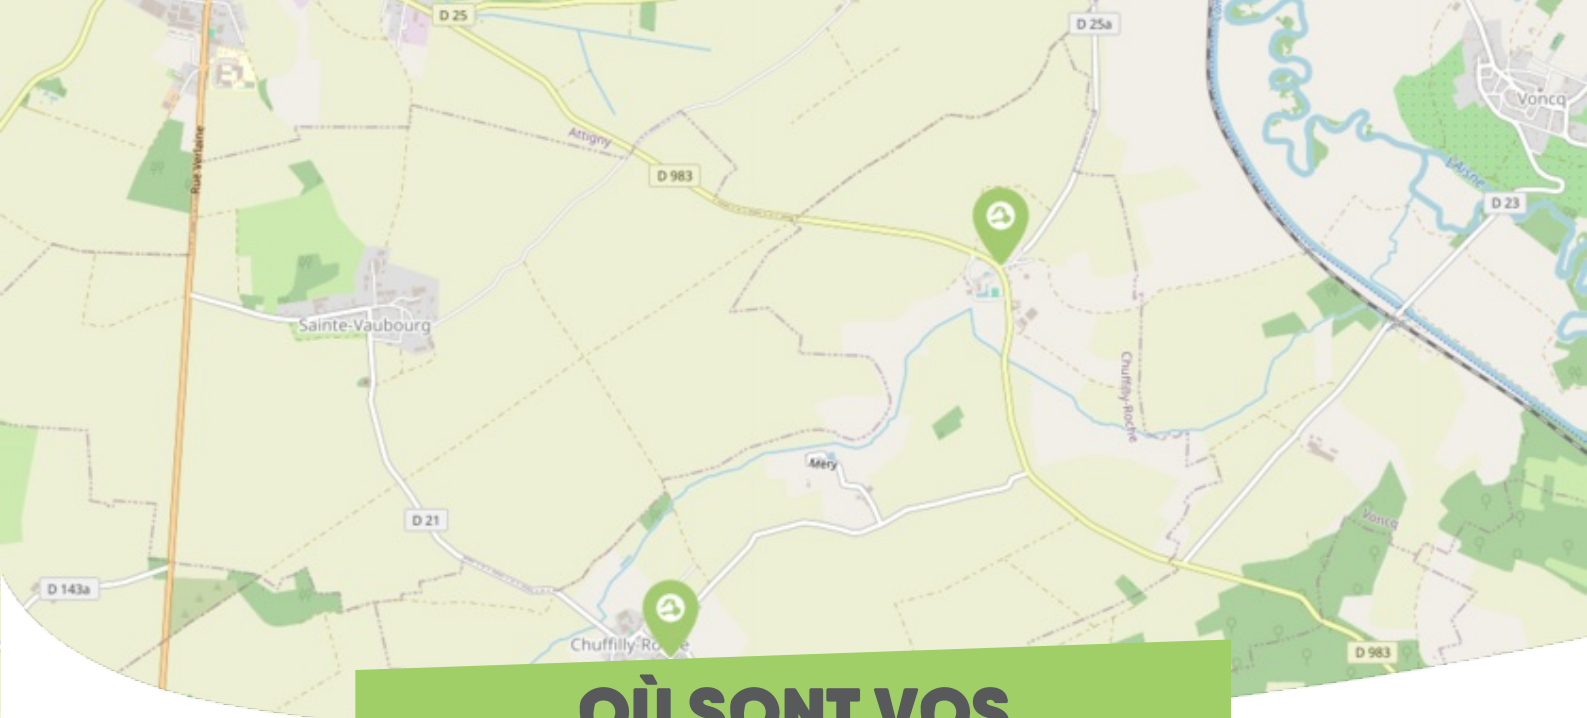 D 25
D 25a
Voncq
Rue Verlaine
Attigny
D 983
L'Aisne
D 23
Sainte-Vaubourg
Chuffilly-Roche
Méry
D 21
Voncq
D 143a
Chuffilly-Roche
D 983
OÙ SONT VOS